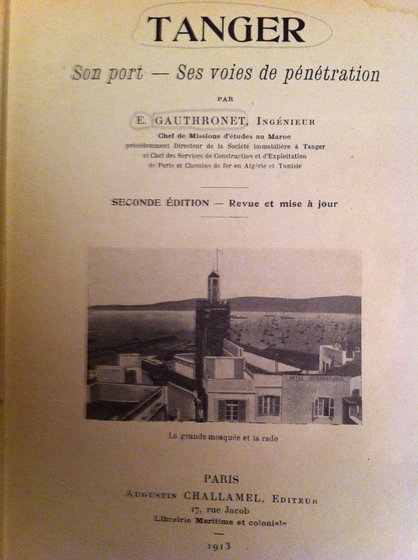 TANGER
Son port — Ses voies de pénétration
PAR
E. GAUTHRONET, INGÉNIEUR
Chef de Missions d'études au Maroc
précédemment Directeur de la Société immobilière à Tanger
et Chef des Services de Construction et d'Exploitation
de Ports et Chemins de fer en Algérie et Tunisie
SECONDE ÉDITION — Revue et mise à jour
HOTEL INTERNATIONAL
La grande mosquée et la rade
PARIS
AUGUSTIN CHALLAMEL, EDITEUR
17, rue Jacob
Librairie Maritime et coloniale
1913